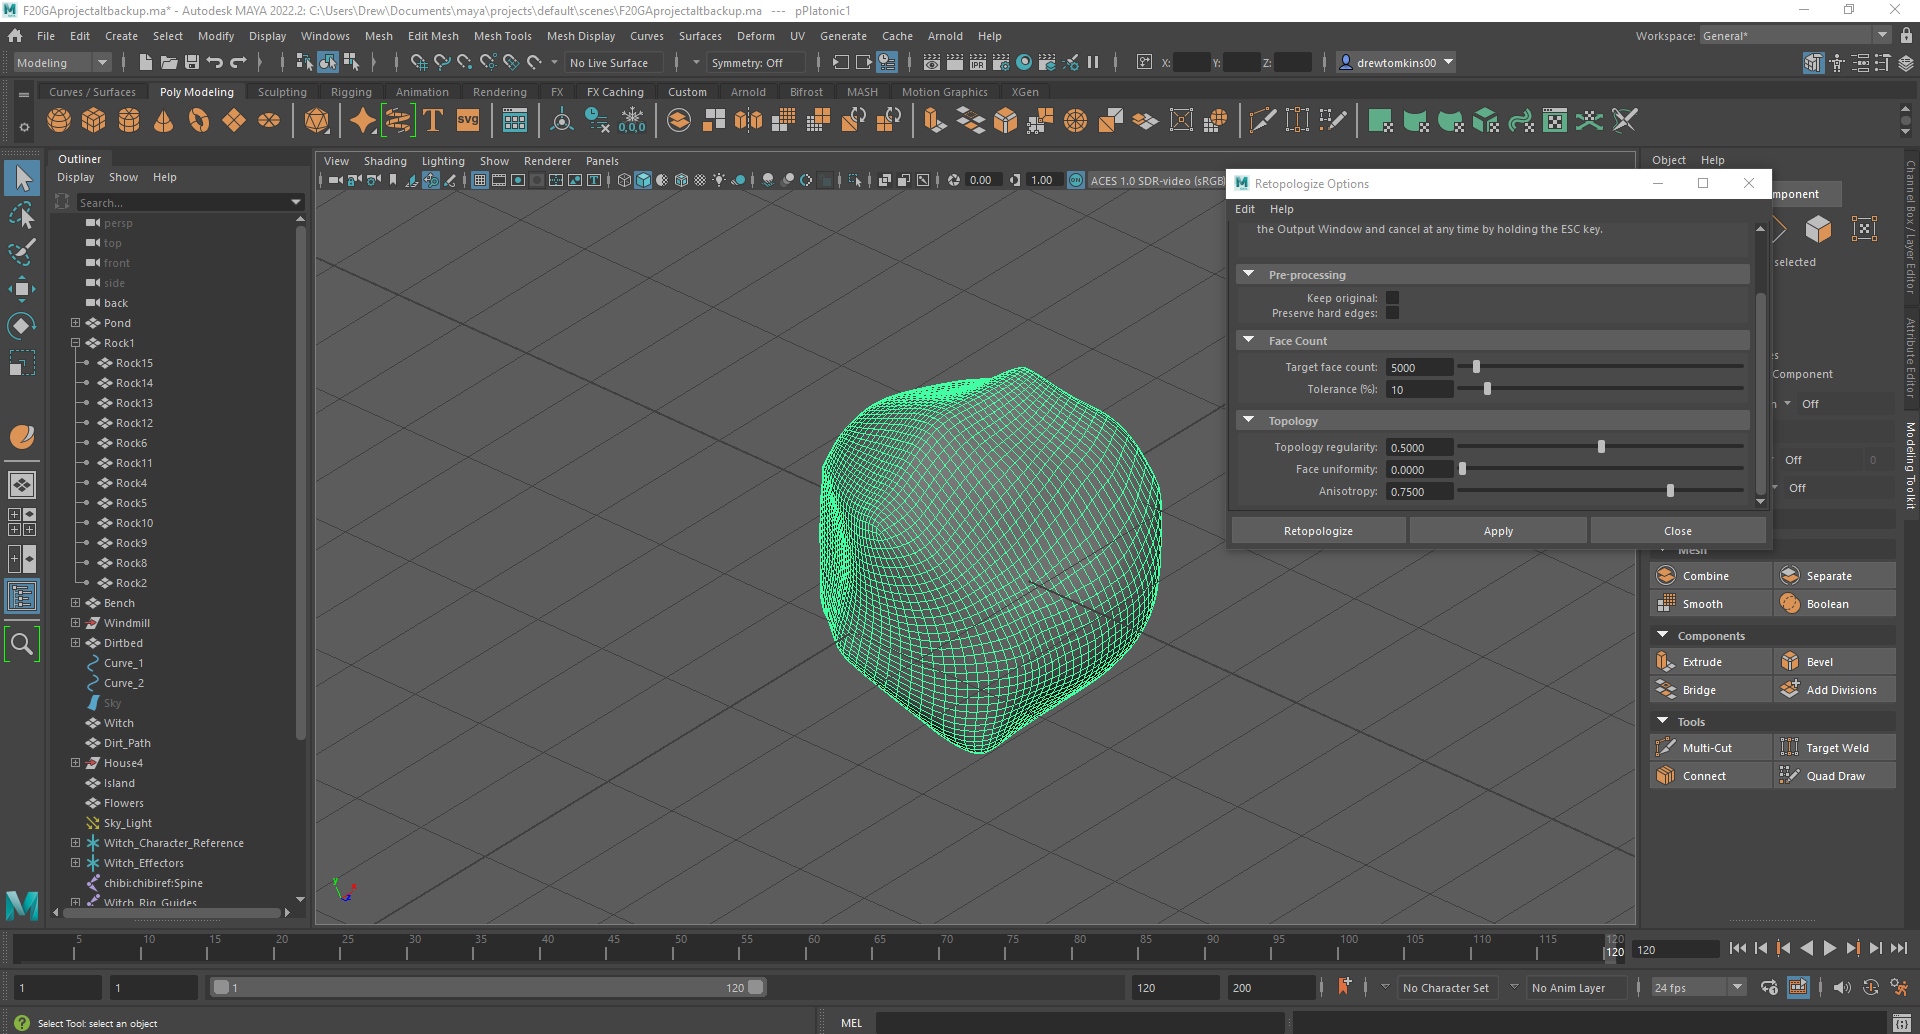 F20GAprojectaltbackup.ma* - Autodesk MAYA 2022.2: C:\Users\Drew\Documents\maya\projects\default\scenes\F20GAprojectaltbackup.ma --- pPlatonic1
File Edit Create Select Modify Display Windows Mesh Edit Mesh Mesh Tools Mesh Display Curves Surfaces Deform UV Generate Cache Arnold Help
Workspace: General*
Modeling
No Live Surface
Symmetry: Off
IPR
X: Y: Z:
drewtomkins00
Curves / Surfaces Poly Modeling Sculpting Rigging Animation Rendering FX FX Caching Custom Arnold Bifrost MASH Motion Graphics XGen
T
svg
0,0,0
Outliner
Display Show Help
Search...
persp
top
front
side
back
Pond
Rock1
Rock15
Rock14
Rock13
Rock12
Rock6
Rock11
Rock4
Rock5
Rock10
Rock9
Rock8
Rock2
Bench
Windmill
Dirtbed
Curve_1
Curve_2
Sky
Witch
Dirt_Path
House4
Island
Flowers
Sky_Light
Witch_Character_Reference
Witch_Effectors
chibi:chibiref:Spine
Witch_Rig_Guides
View Shading Lighting Show Renderer Panels
0.00
1.00
ACES 1.0 SDR-video (sRGB)
y x z
Retopologize Options
Edit Help
the Output Window and cancel at any time by holding the ESC key.
Pre-processing
Keep original:
Preserve hard edges:
Face Count
Target face count: 5000
Tolerance (%): 10
Topology
Topology regularity: 0.5000
Face uniformity: 0.0000
Anisotropy: 0.7500
Retopologize Apply Close
Object Help
mponent
selected
Component
Off
Off 0
Off
Mesh
Combine Separate
Smooth Boolean
Components
Extrude Bevel
Bridge Add Divisions
Tools
Multi-Cut Target Weld
Connect Quad Draw
Channel Box / Layer Editor
Attribute Editor
Modeling Toolkit
5 10 15 20 25 30 35 40 45 50 55 60 65 70 75 80 85 90 95 100 105 110 115 120
120
120
1 1 1 120 120 200
No Character Set
No Anim Layer
24 fps
Select Tool: select an object
MEL